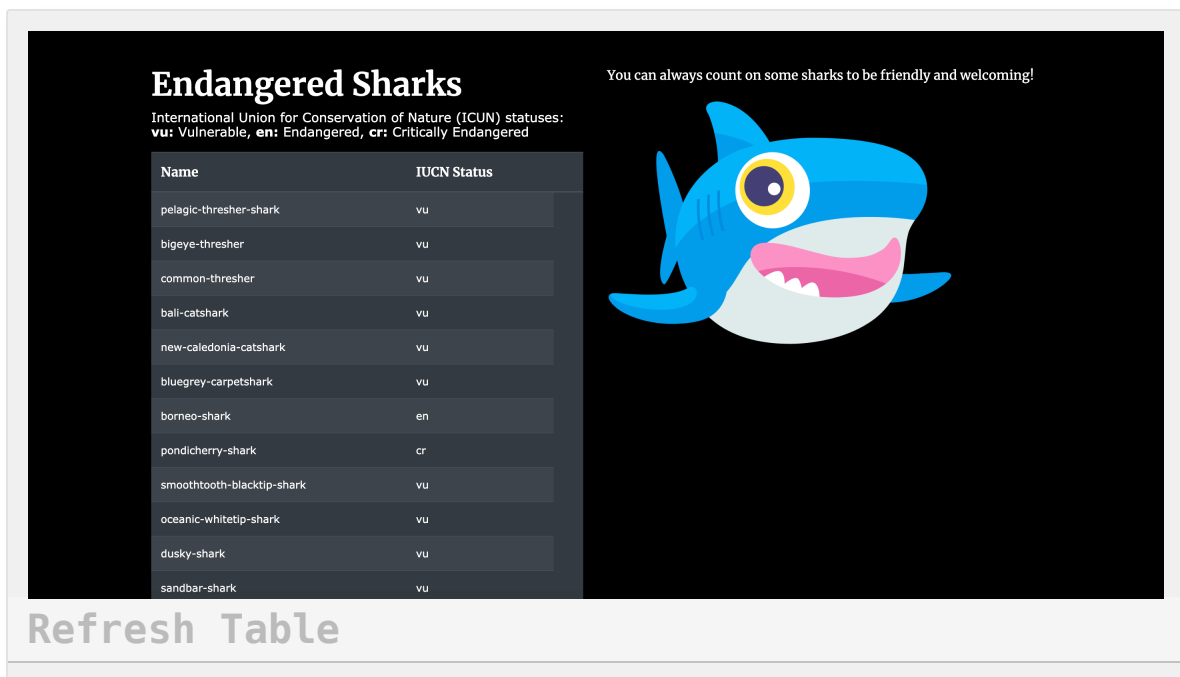 Endangered Sharks
International Union for Conservation of Nature (ICUN) statuses:
vu: Vulnerable, en: Endangered, cr: Critically Endangered
Name IUCN Status
pelagic-thresher-shark vu
bigeye-thresher vu
common-thresher vu
bali-catshark vu
new-caledonia-catshark vu
bluegrey-carpetshark vu
borneo-shark en
pondicherry-shark cr
smoothtooth-blacktip-shark vu
oceanic-whitetip-shark vu
dusky-shark vu
sandbar-shark vu
You can always count on some sharks to be friendly and welcoming!
Refresh Table